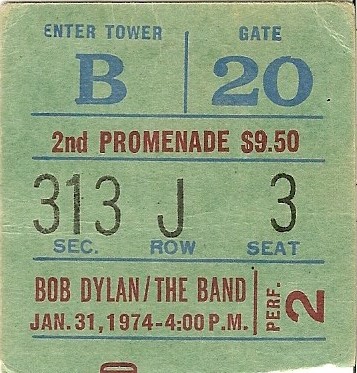 ENTER TOWER GATE
B 20
2nd PROMENADE $9.50
313 J 3
SEC. ROW SEAT
BOB DYLAN/THE BAND
JAN. 31, 1974-4:00 P.M.
PERF. 2